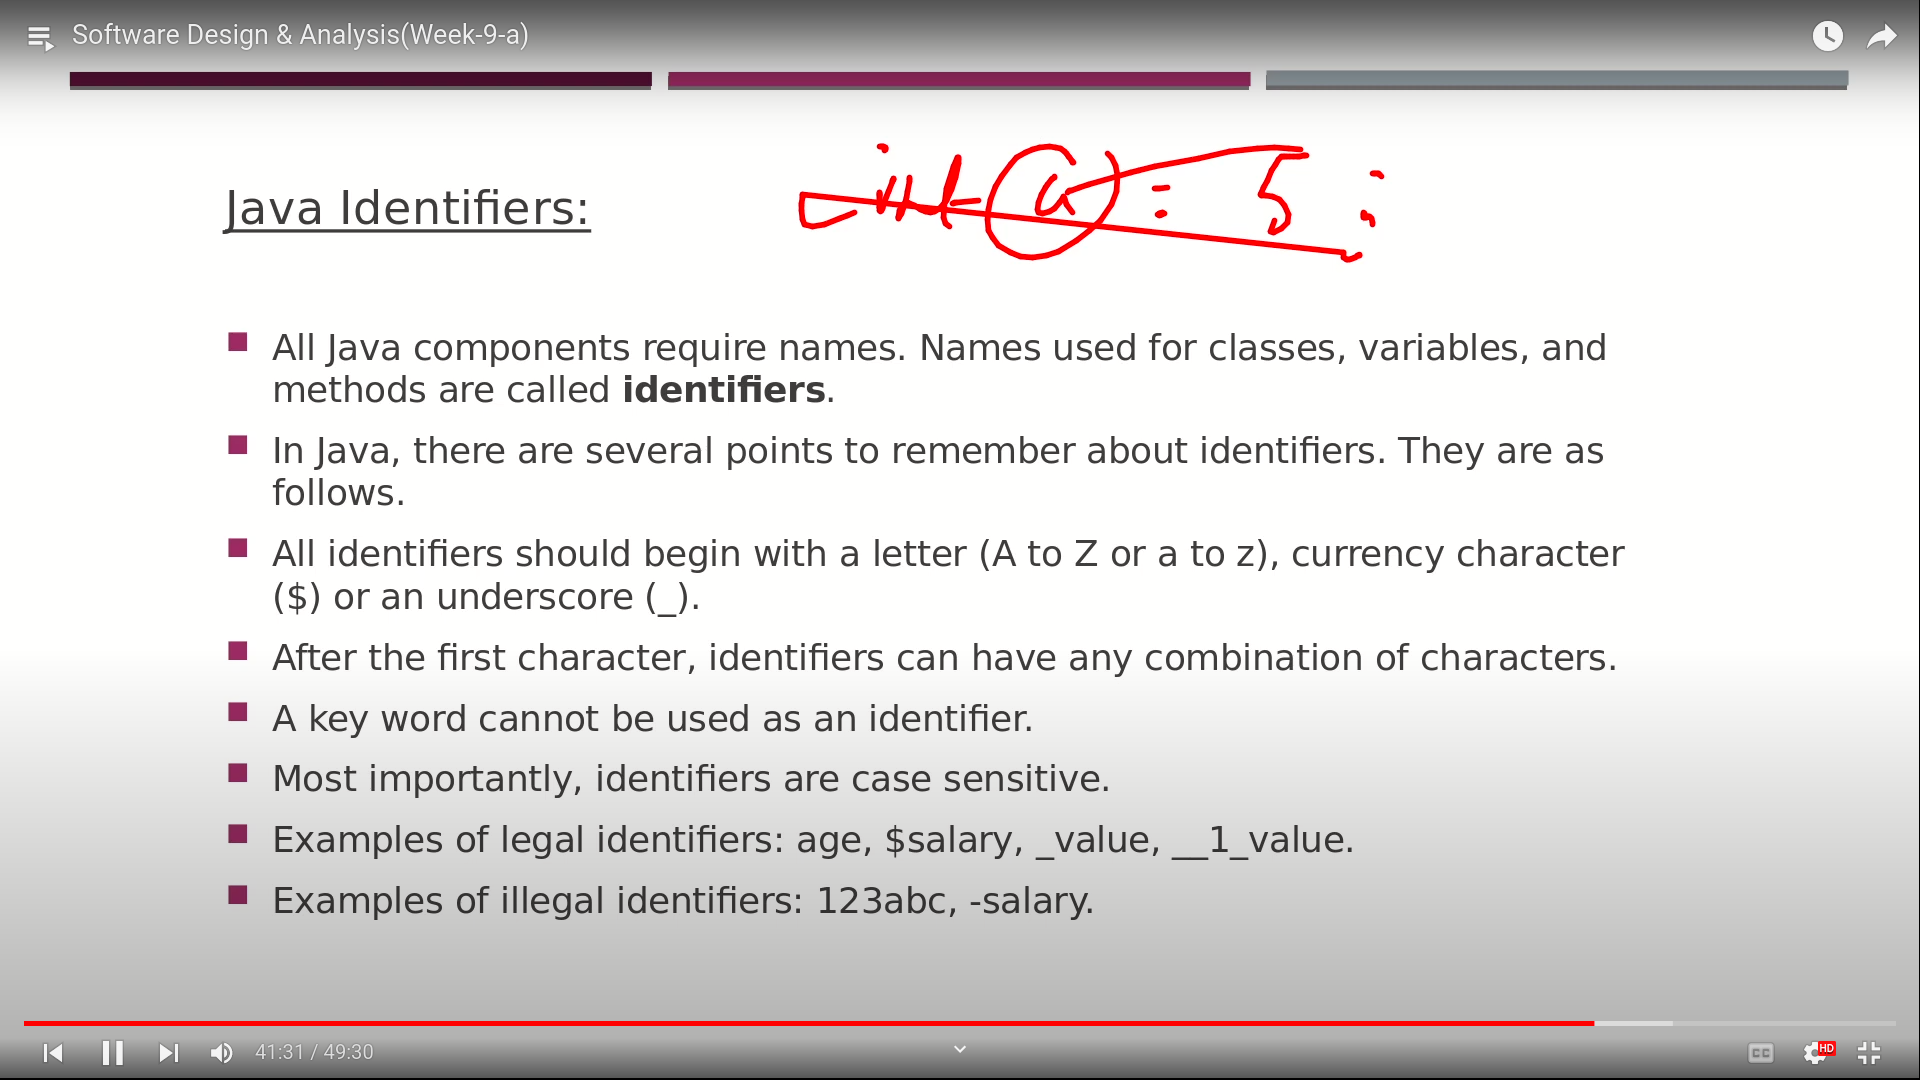 Software Design & Analysis(Week-9-a)
int a = 5 ;
Java Identifiers:
All Java components require names. Names used for classes, variables, and
methods are called identifiers.
In Java, there are several points to remember about identifiers. They are as
follows.
All identifiers should begin with a letter (A to Z or a to z), currency character
($) or an underscore (_).
After the first character, identifiers can have any combination of characters.
A key word cannot be used as an identifier.
Most importantly, identifiers are case sensitive.
Examples of legal identifiers: age, $salary, _value, __1_value.
Examples of illegal identifiers: 123abc, -salary.
41:31 / 49:30
CC
HD